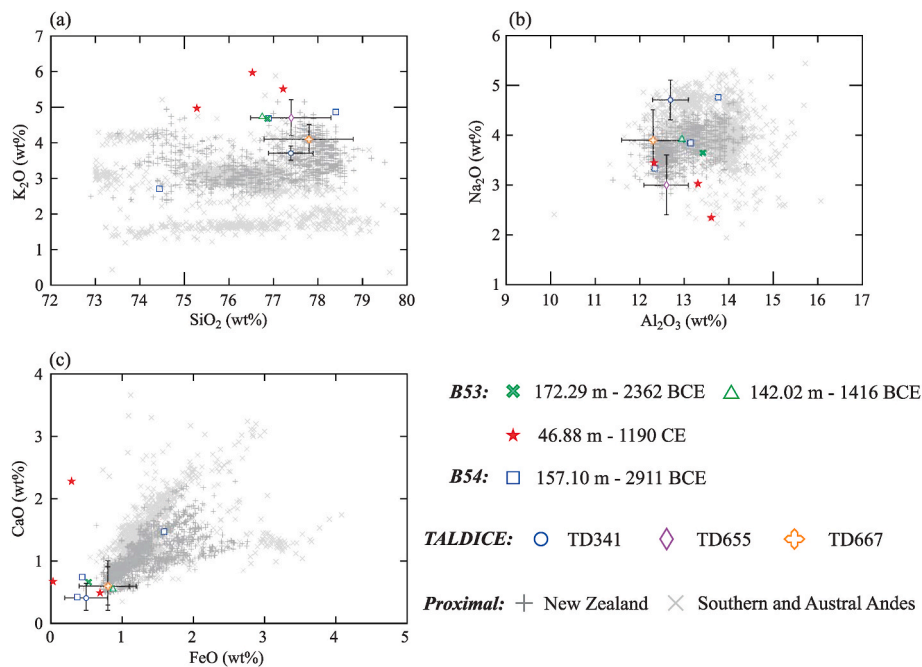 (a)
(b)
7
6
5
4
3
2
1
0
K₂O (wt%)
72 73 74 75 76 77 78 79 80
SiO₂ (wt%)
6
5
4
3
2
1
Na₂O (wt%)
9 10 11 12 13 14 15 16 17
Al₂O₃ (wt%)
(c)
4
3
2
1
0
CaO (wt%)
0 1 2 3 4 5
FeO (wt%)
B53: 172.29 m - 2362 BCE 142.02 m - 1416 BCE
46.88 m - 1190 CE
B54: 157.10 m - 2911 BCE
TALDICE: TD341 TD655 TD667
Proximal: New Zealand Southern and Austral Andes